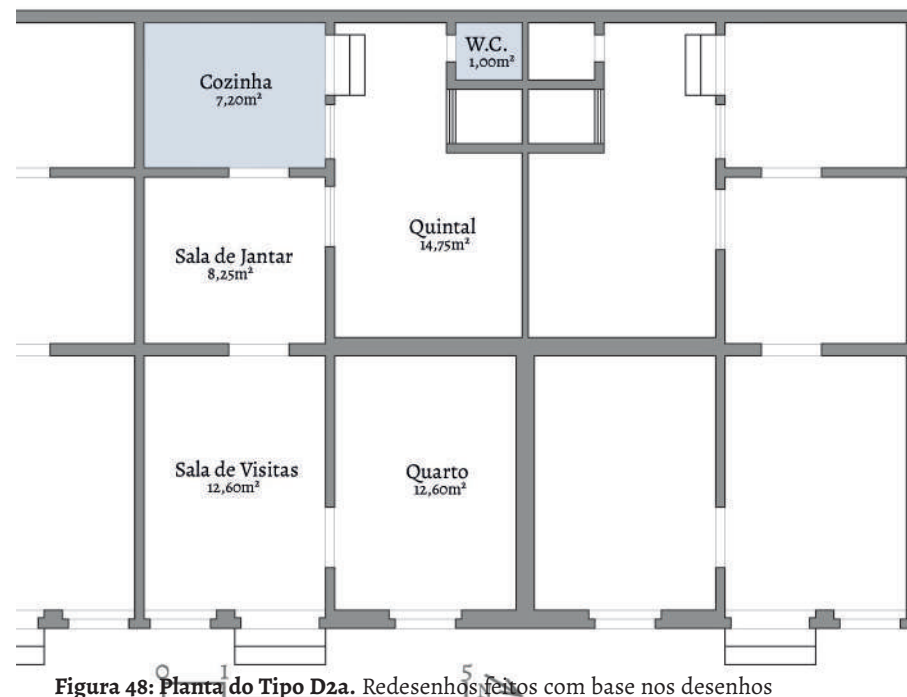 W.C.
1,00m²
Cozinha
7,20m²
Quintal
14,75m²
Sala de Jantar
8,25m²
Sala de Visitas
12,60m²
Quarto
12,60m²
0 1 5
N
Figura 48: Planta do Tipo D2a. Redesenhos feitos com base nos desenhos